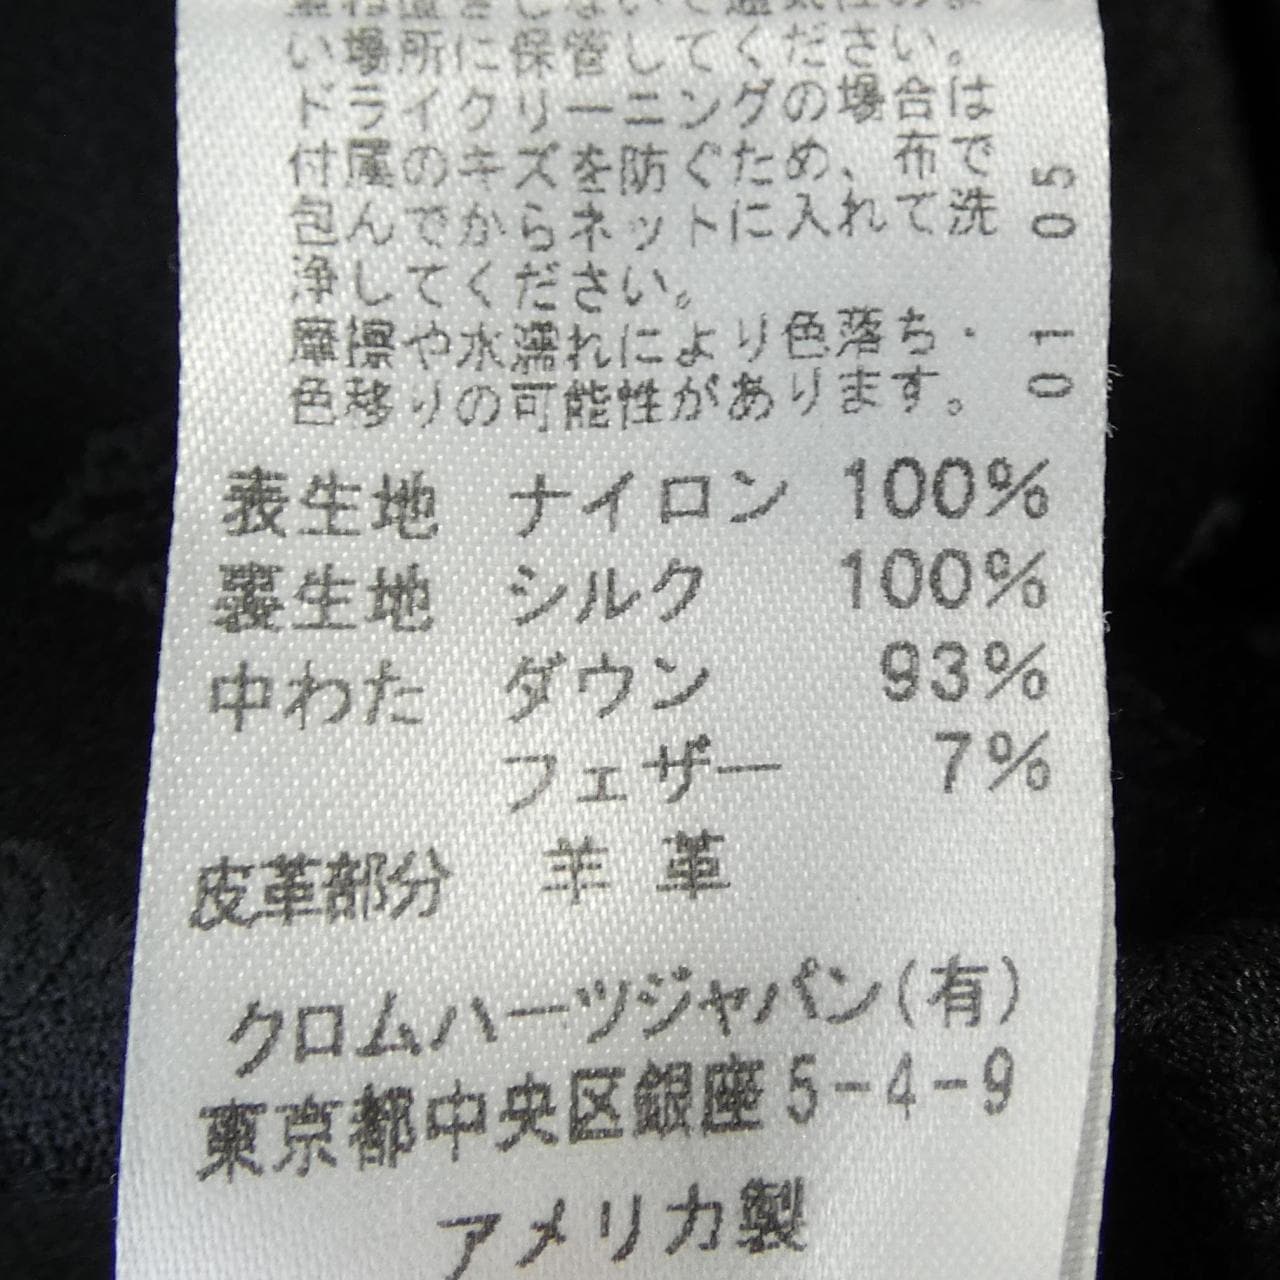 い場所に保管してください。
ドライクリーニングの場合は
付属のキズを防ぐため、布で
包んでからネットに入れて洗
浄してください。
摩擦や水濡れにより色落ち・
色移りの可能性があります。
01 05
表生地 ナイロン 100%
裏生地 シルク 100%
中わた ダウン 93%
フェザー 7%
皮革部分 羊革
クロムハーツジャパン(有)
東京都中央区銀座5-4-9
アメリカ製